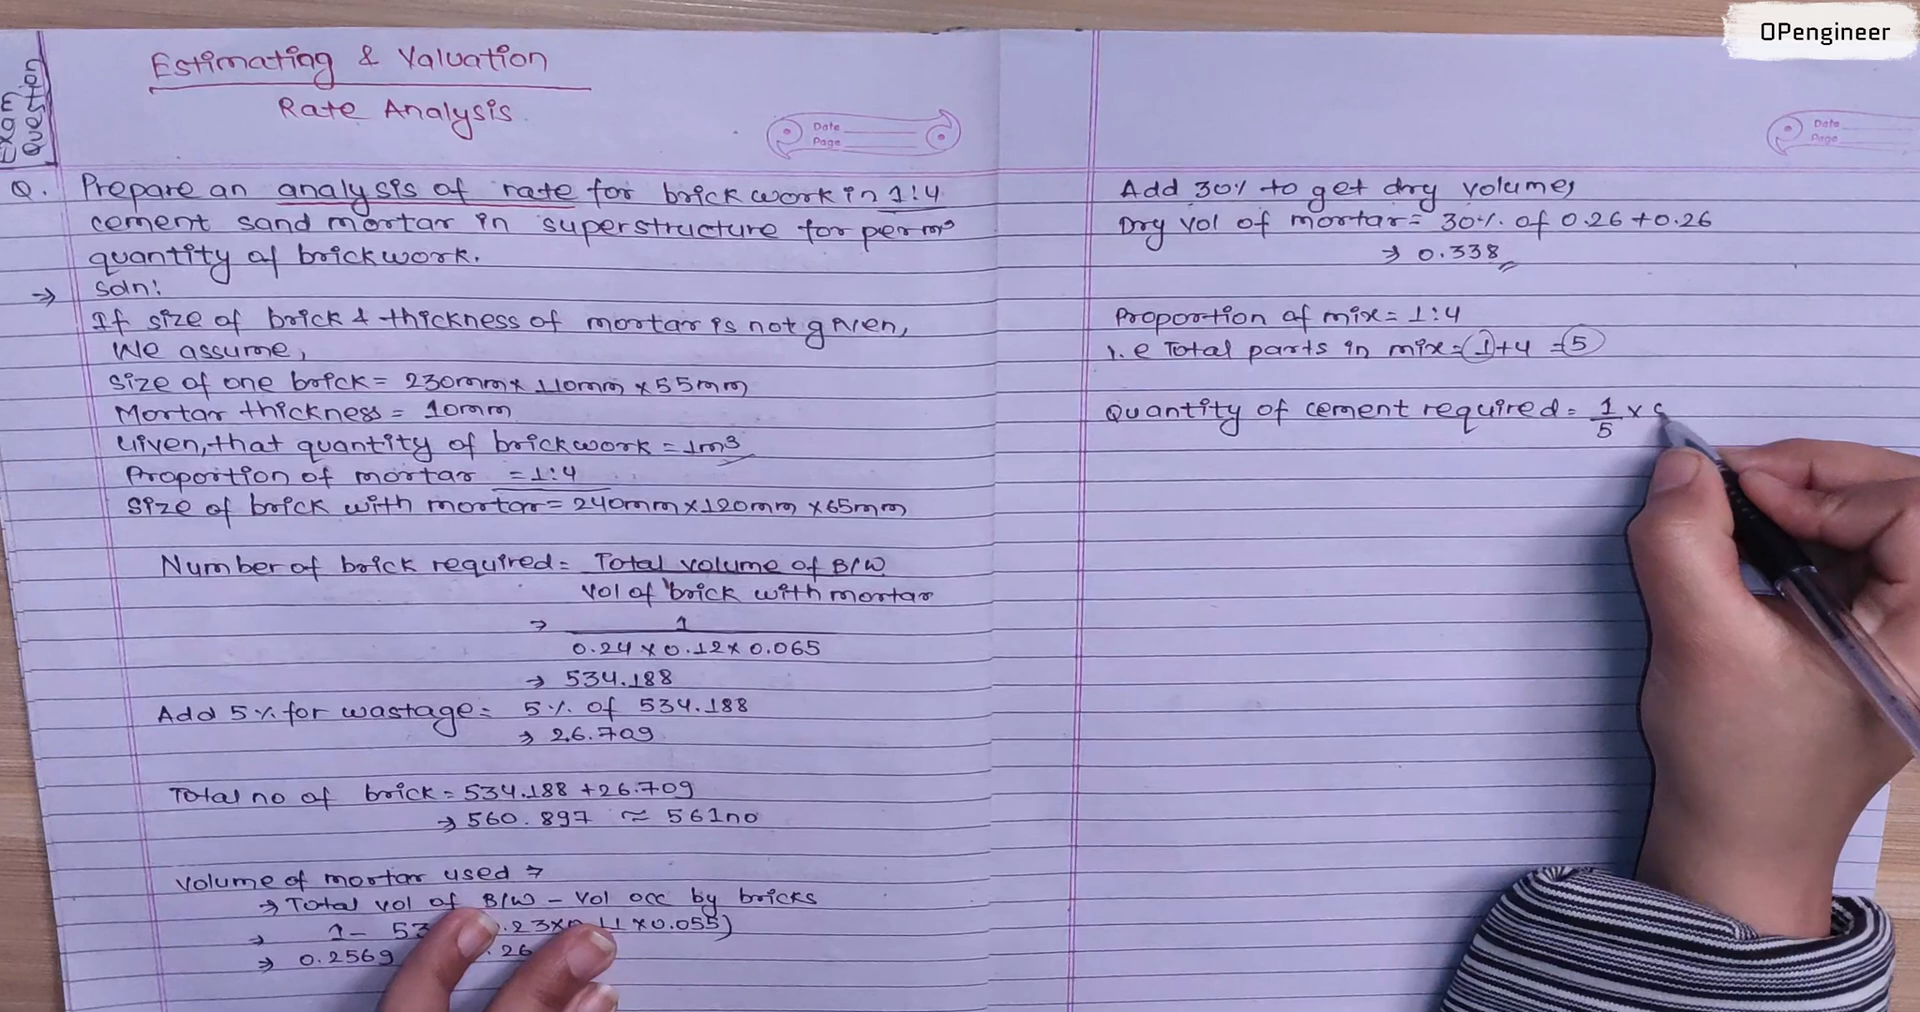 OPengineer
Exam
Question
Estimating & Valuation
Rate Analysis
Date
Page
Q. Prepare an analysis of rate for brick work in 1:4
cement sand mortar in superstructure for per m³
quantity of brickwork.
→ Soln:
If size of brick & thickness of mortar is not given,
We assume,
Size of one brick = 230mm × 110mm × 55mm
Mortar thickness = 10mm
Given, that quantity of brickwork = 1m³
Proportion of mortar = 1:4
Size of brick with mortar = 240mm × 120mm × 65mm
Number of brick required = Total volume of B/W
Vol of brick with mortar
→ 1
0.24 × 0.12 × 0.065
→ 534.188
Add 5% for wastage = 5% of 534.188
→ 26.709
Total no of brick = 534.188 + 26.709
→ 560.897 ≈ 561no
Volume of mortar used →
→ Total vol of B/W - Vol occ by bricks
→ 1 - 53 .23× ×0.055)
→ 0.2569 .26
Date
Page
Add 30% to get dry volume,
Dry vol of mortar = 30% of 0.26 + 0.26
→ 0.338
Proportion of mix = 1:4
i.e Total parts in mix = 1+4 = 5
Quantity of cement required = 1/5 ×